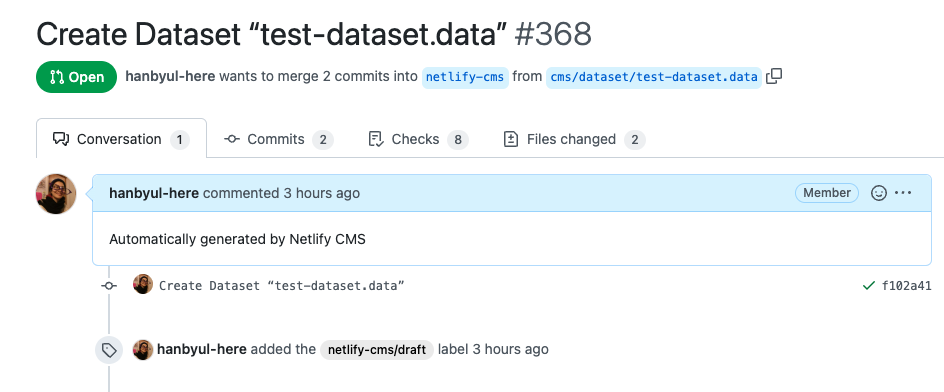 Create Dataset “test-dataset.data” #368
Open hanbyul-here wants to merge 2 commits into netlify-cms from cms/dataset/test-dataset.data
Conversation 1 Commits 2 Checks 8 Files changed 2
hanbyul-here commented 3 hours ago Member
Automatically generated by Netlify CMS
Create Dataset “test-dataset.data” f102a41
hanbyul-here added the netlify-cms/draft label 3 hours ago